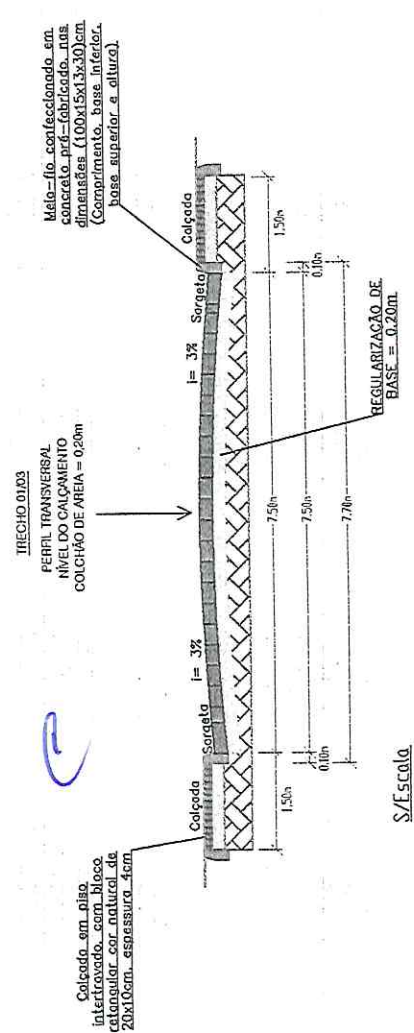 TRECHO 01/03
PERFIL TRANSVERSAL
NÍVEL DO CALÇAMENTO
COLCHÃO DE AREIA = 0,20m
Calçada em piso
intertravado, com bloco
retangular cor natural de
20x10cm, espessura 4cm
Meio-fio confeccionado em
concreto pré-fabricado, nas
dimensões (100x15x13x30)cm
(Comprimento, base inferior,
base superior e altura).
Calçada
Sargeta
i= 3%
i= 3%
Sargeta
Calçada
1,50m
0,10m
7,50m
7,50m
7,70m
0,10m
1,50m
REGULARIZAÇÃO DE
BASE = 0.20m
S/Escala